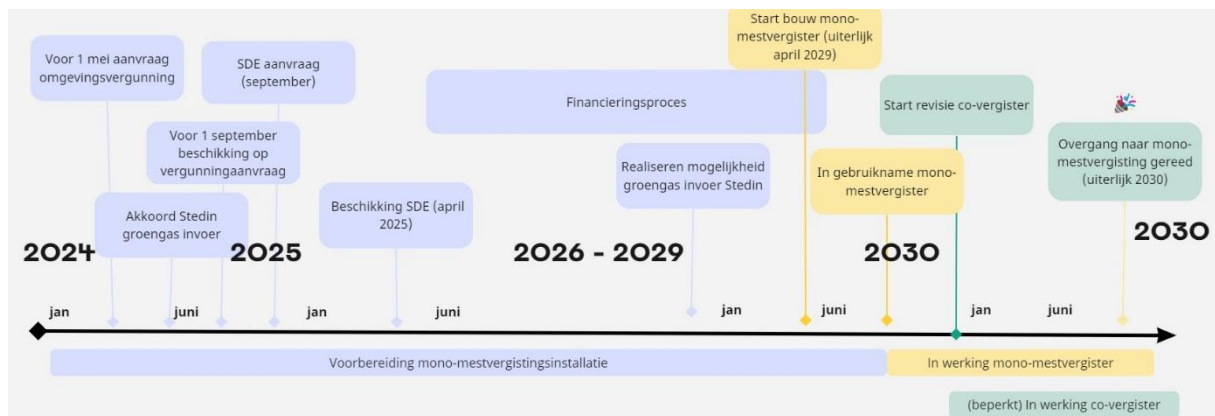 Voor 1 mei aanvraag
omgevingsvergunning
SDE aanvraag
(september)
Voor 1 september
beschikking op
vergunningaanvraag
Akkoord Stedin
groengas invoer
Beschikking SDE (april
2025)
Financieringsproces
Realiseren mogelijkheid
groengas invoer Stedin
Start bouw mono-
mestvergister (uiterlijk
april 2029)
In gebruikname mono-
mestvergister
Start revisie co-vergister
Overgang naar mono-
mestvergisting gereed
(uiterlijk 2030)
2024
2025
2026 - 2029
2030
2030
jan
juni
jan
juni
jan
juni
jan
juni
Voorbereiding mono-mestvergistingsinstallatie
In werking mono-mestvergister
(beperkt) In werking co-vergister